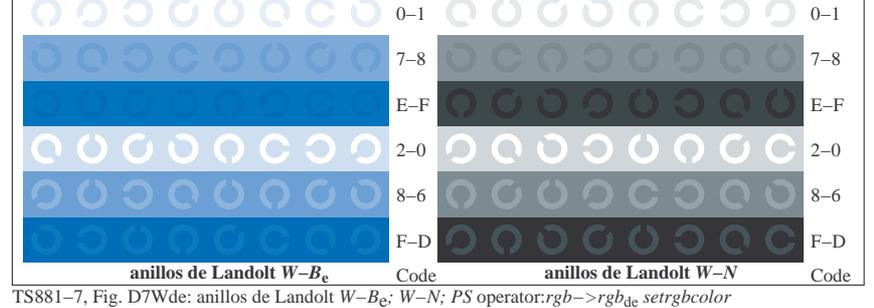 0–1 0–1
7–8 7–8
E–F E–F
2–0 2–0
8–6 8–6
F–D F–D
anillos de Landolt W–Be Code anillos de Landolt W–N Code
TS881–7, Fig. D7Wde: anillos de Landolt W–Be; W–N; PS operator:rgb–>rgbde setrgbcolor